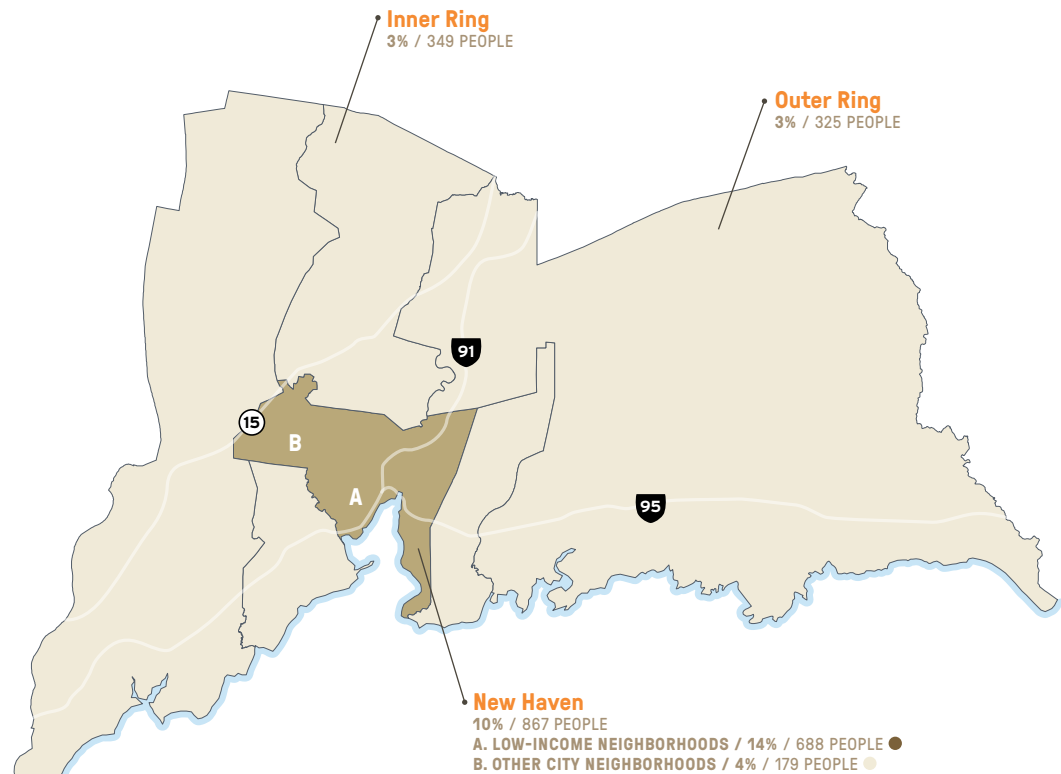 Inner Ring
3% / 349 PEOPLE
Outer Ring
3% / 325 PEOPLE
91
15
B
A
95
New Haven
10% / 867 PEOPLE
A. LOW-INCOME NEIGHBORHOODS / 14% / 688 PEOPLE
B. OTHER CITY NEIGHBORHOODS / 4% / 179 PEOPLE